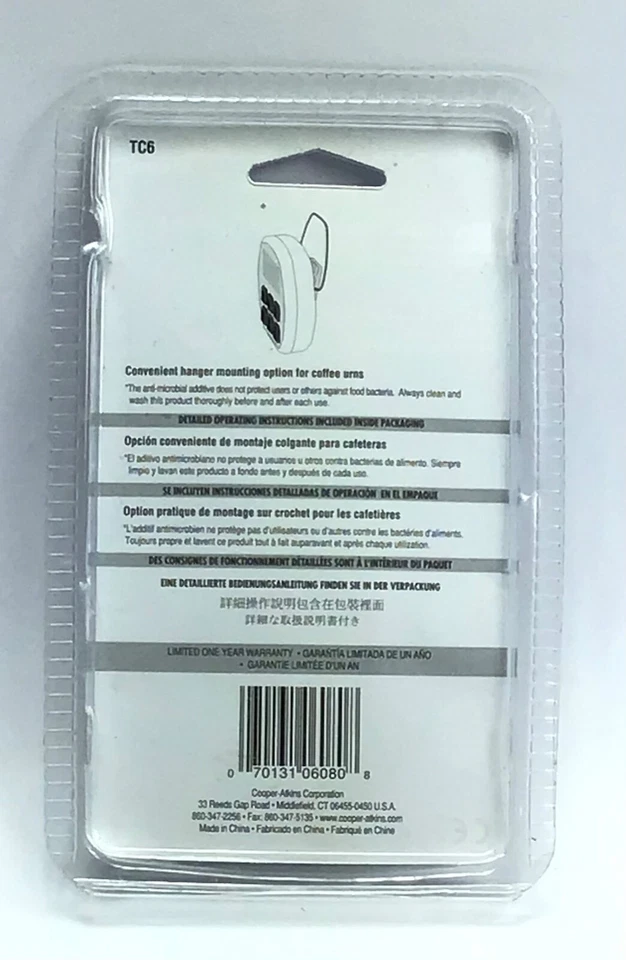 TC6
Convenient hanger mounting option for coffee urns
*The anti-microbial additive does not protect users or others against food bacteria. Always clean and
wash this product thoroughly before and after each use.
DETAILED OPERATING INSTRUCTIONS INCLUDED INSIDE PACKAGING
Opción conveniente de montaje colgante para cafeteras
*El aditivo antimicrobiano no protege a usuarios u otros contra bacterias de alimento. Siempre
limpio y lavan este producto a fondo antes y después de cada uso.
SE INCLUYEN INSTRUCCIONES DETALLADAS DE OPERACIÓN EN EL EMPAQUE
Option pratique de montage sur crochet pour les cafetières
*L'additif antimicrobien ne protège pas d'utilisateurs ou d'autres contre les bactéries d'aliments.
Toujours propre et lavent ce produit tout à fait auparavant et après chaque utilization.
DES CONSIGNES DE FONCTIONNEMENT DÉTAILLÉES SONT À L'INTÉRIEUR DU PAQUET
EINE DETAILLIERTE BEDIENUNGSANLEITUNG FINDEN SIE IN DER VERPACKUNG
詳細操作說明包含在包裝裡面
詳細な取扱説明書付き
LIMITED ONE YEAR WARRANTY • GARANTÍA LIMITADA DE UN AÑO
• GARANTIE LIMITÉE D'UN AN
0 70131 06080 8
Cooper-Atkins Corporation
33 Reeds Gap Road • Middlefield, CT 06455-0450 U.S.A.
860-347-2256 • Fax: 860-347-5135 • www.cooper-atkins.com
Made in China • Fabricado en China • Fabriqué en Chine
CE